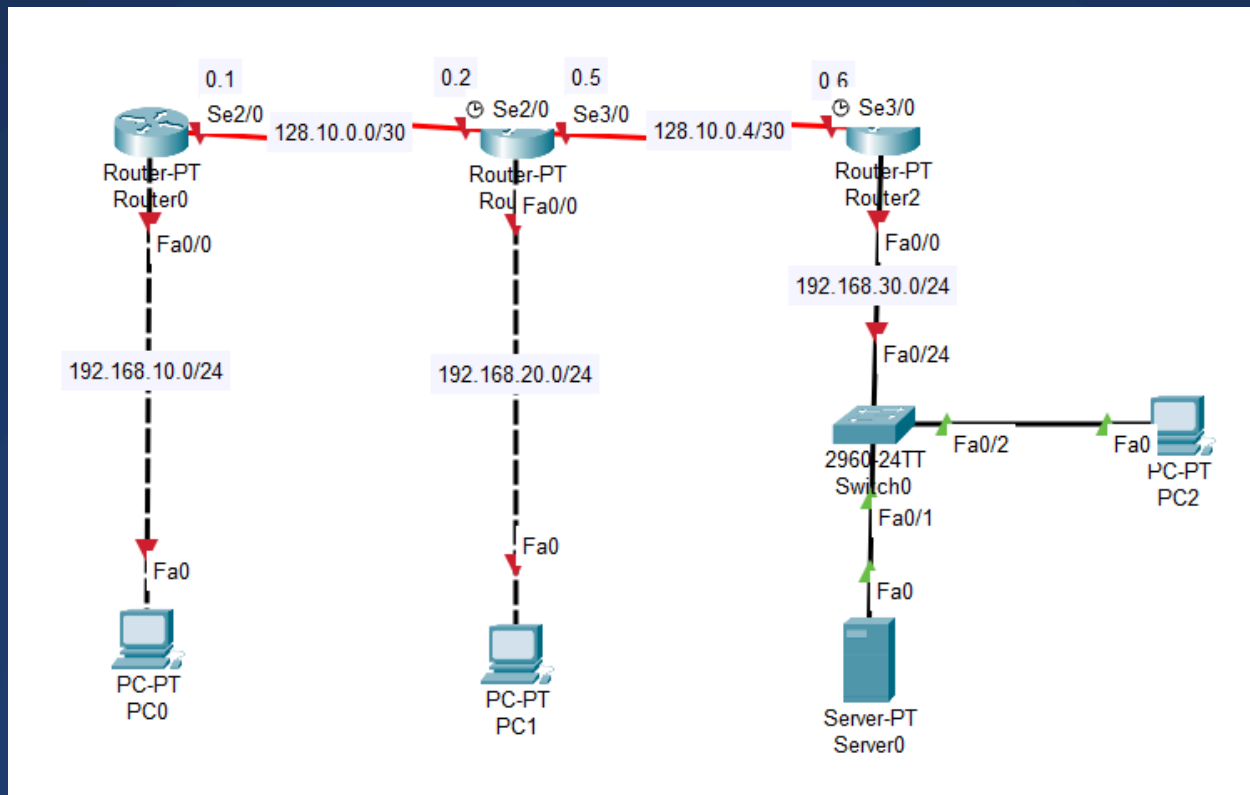 0.1
0.2
0.5
0.6
Se2/0
Se2/0
Se3/0
Se3/0
128.10.0.0/30
128.10.0.4/30
Router-PT
Router0
Router-PT
Rou
Router-PT
Router2
Fa0/0
Fa0/0
Fa0/0
192.168.30.0/24
Fa0/24
192.168.10.0/24
192.168.20.0/24
2960-24TT
Switch0
Fa0/2
Fa0
PC-PT
PC2
Fa0/1
Fa0
Fa0
Fa0
PC-PT
PC0
PC-PT
PC1
Server-PT
Server0